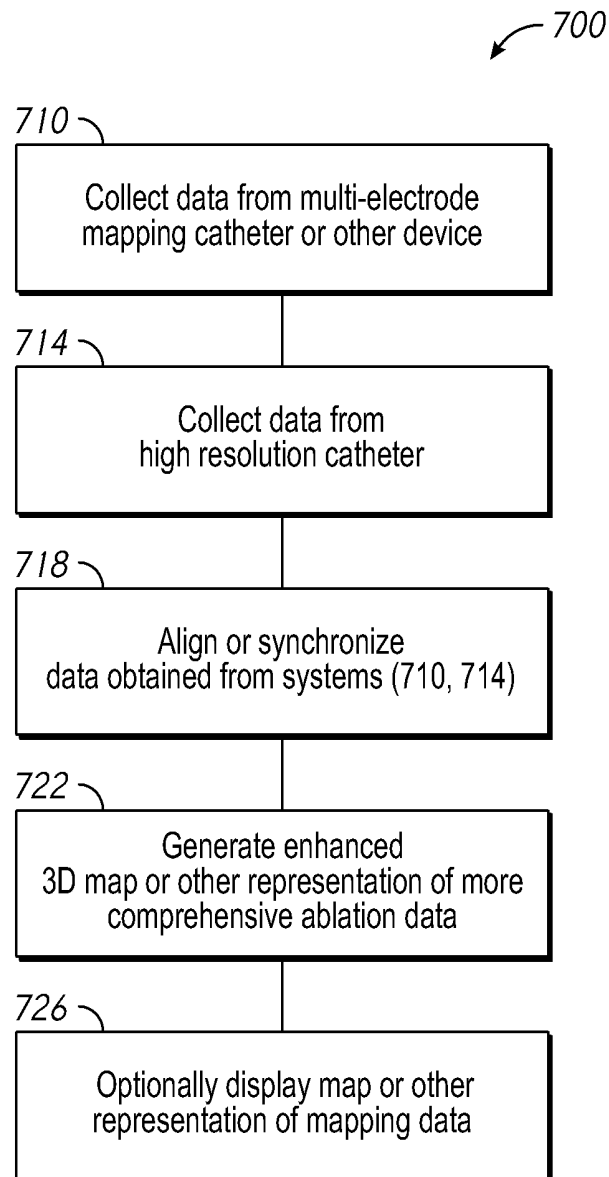 700
710
Collect data from multi-electrode
mapping catheter or other device
714
Collect data from
high resolution catheter
718
Align or synchronize
data obtained from systems (710, 714)
722
Generate enhanced
3D map or other representation of more
comprehensive ablation data
726
Optionally display map or other
representation of mapping data